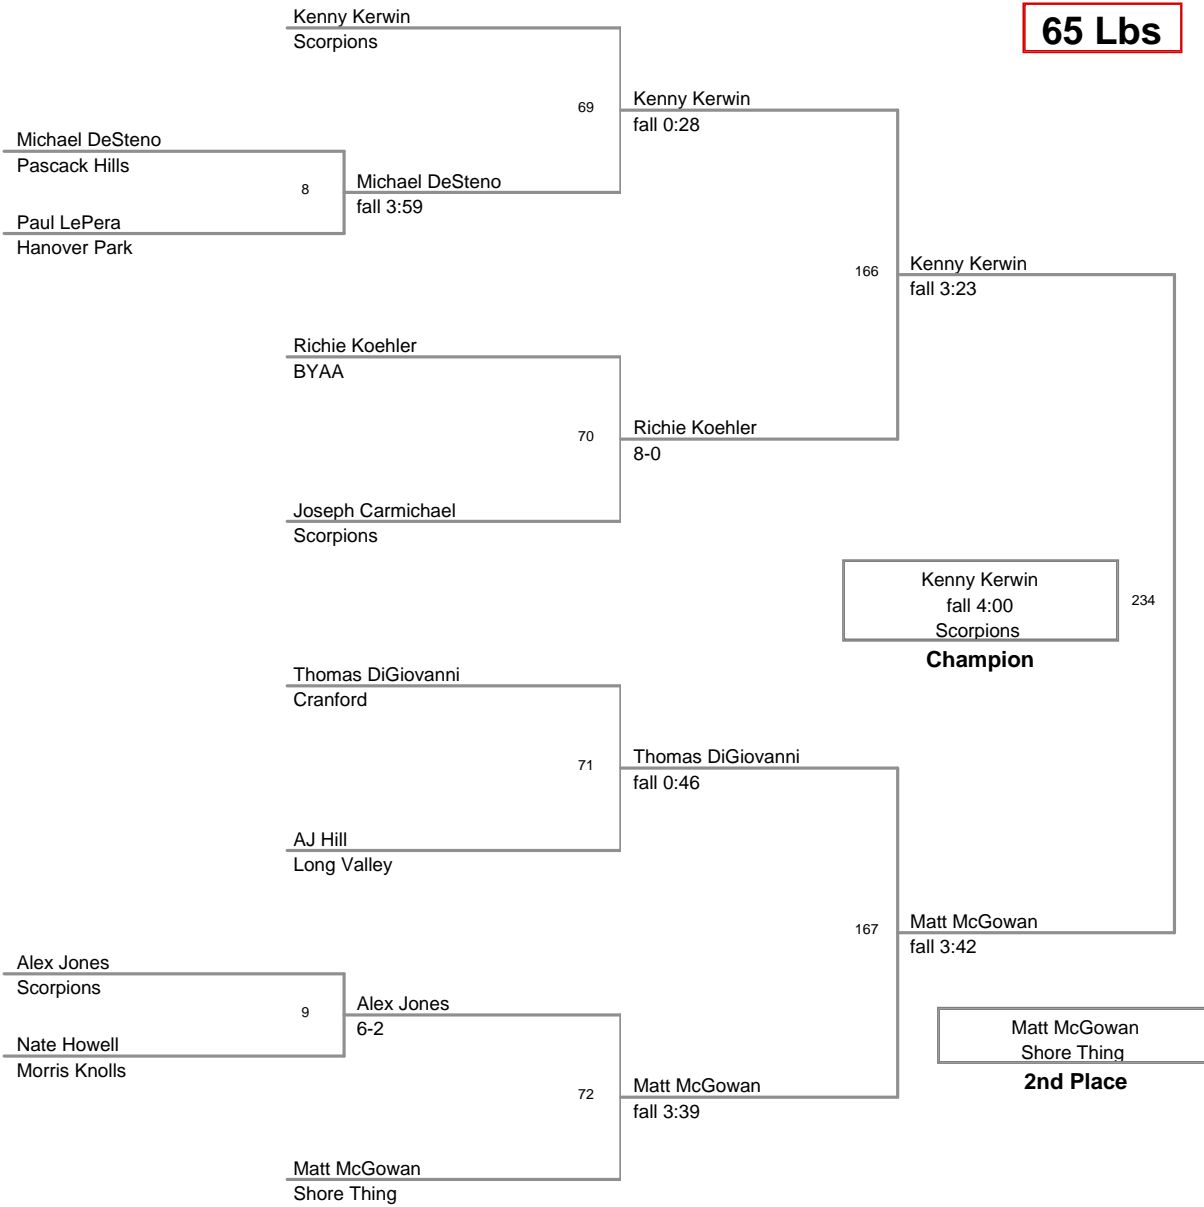 Kenny Kerwin
Scorpions
65 Lbs
69
Kenny Kerwin
fall 0:28
Michael DeSteno
Pascack Hills
8
Michael DeSteno
fall 3:59
Paul LePera
Hanover Park
166
Kenny Kerwin
fall 3:23
Richie Koehler
BYAA
70
Richie Koehler
8-0
Joseph Carmichael
Scorpions
Kenny Kerwin
fall 4:00
Scorpions
Champion
234
Thomas DiGiovanni
Cranford
71
Thomas DiGiovanni
fall 0:46
AJ Hill
Long Valley
167
Matt McGowan
fall 3:42
Alex Jones
Scorpions
9
Alex Jones
6-2
Nate Howell
Morris Knolls
Matt McGowan
Shore Thing
2nd Place
72
Matt McGowan
fall 3:39
Matt McGowan
Shore Thing